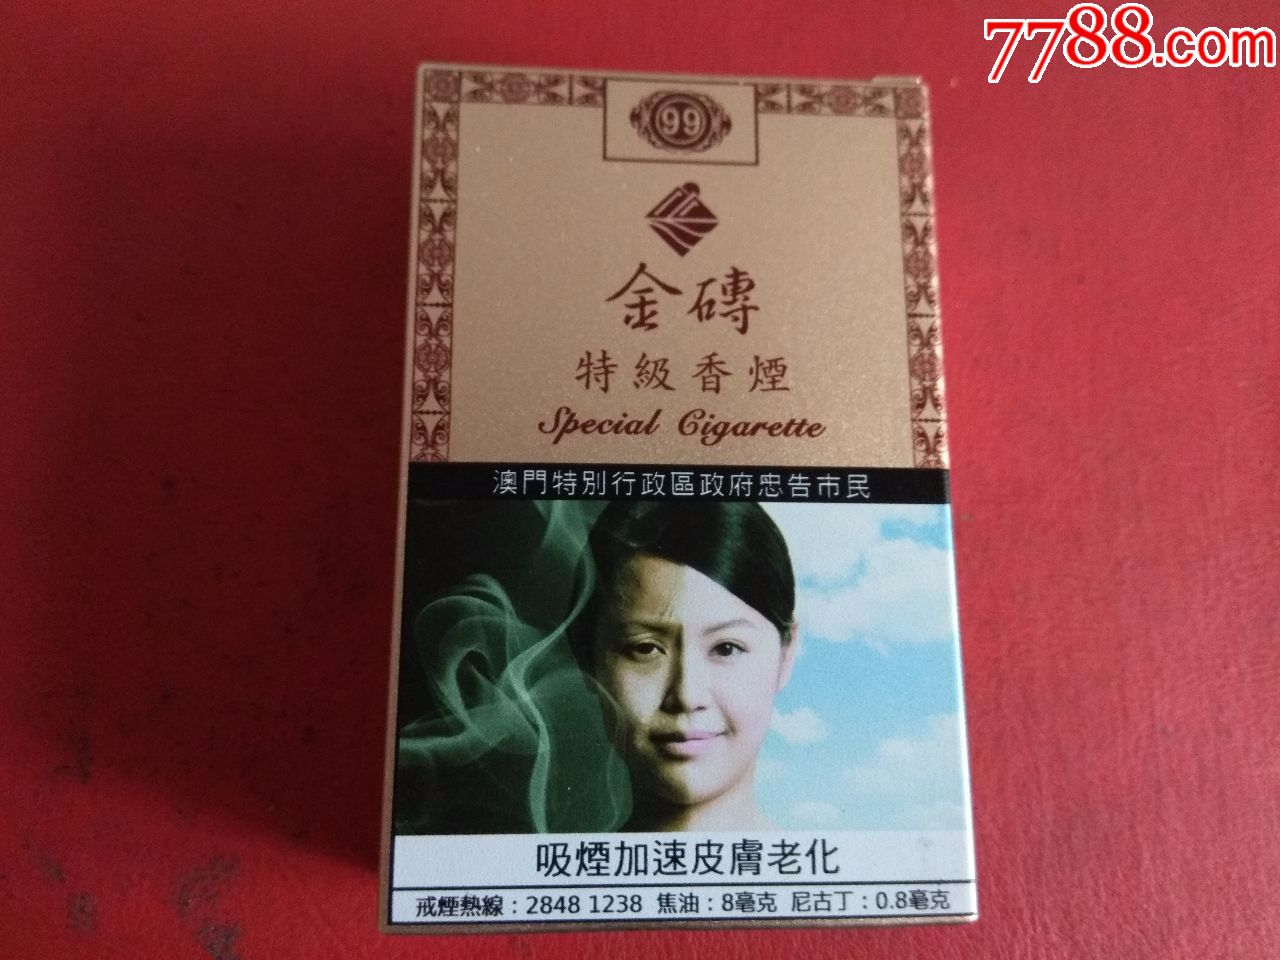 7788.com
99
金磚
特級香煙
Special Cigarette
澳門特別行政區政府忠告市民
吸煙加速皮膚老化
戒煙熱線：2848 1238 焦油：8毫克 尼古丁：0.8毫克